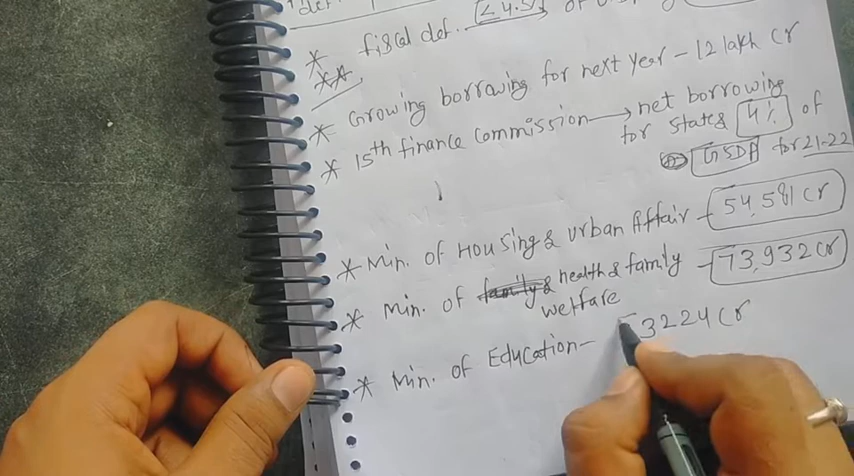 * fiscal def. < 4.5% of
**
* Growing borrowing for next year - 12 lakh cr
* 15th finance commission → net borrowing
for states 4% of
GSDP for 21-22
* Min. of Housing & Urban Affair - 54,581 cr
* Min. of family & health & family - 73,932 cr
welfare
* Min. of Education - 3224 cr